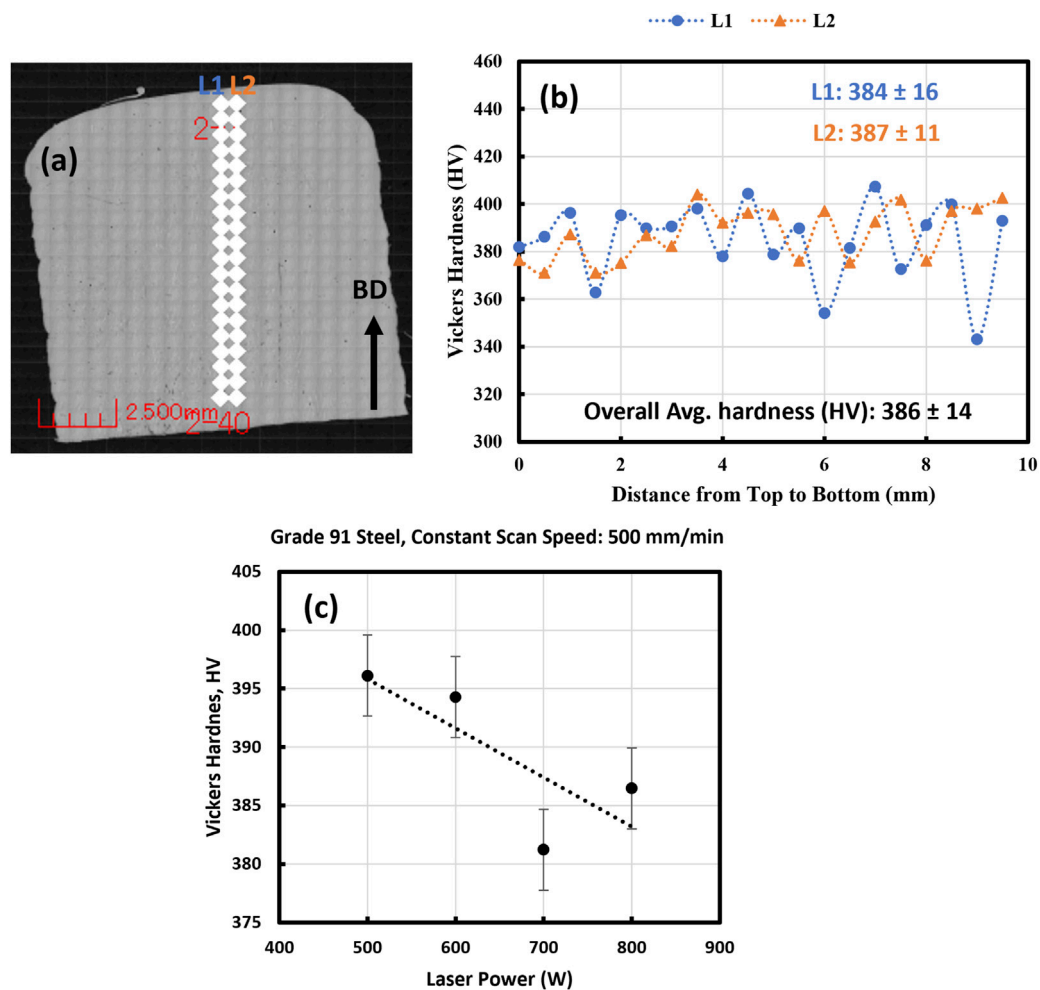 L1 L2
L1 L2
2-
(a)
BD
2.500mm
2-40
(b)
L1: 384 ± 16
L2: 387 ± 11
460
440
420
400
380
360
340
320
300
Vickers Hardness (HV)
Overall Avg. hardness (HV): 386 ± 14
0 2 4 6 8 10
Distance from Top to Bottom (mm)
Grade 91 Steel, Constant Scan Speed: 500 mm/min
(c)
405
400
395
390
385
380
375
Vickers Hardnes, HV
400 500 600 700 800 900
Laser Power (W)